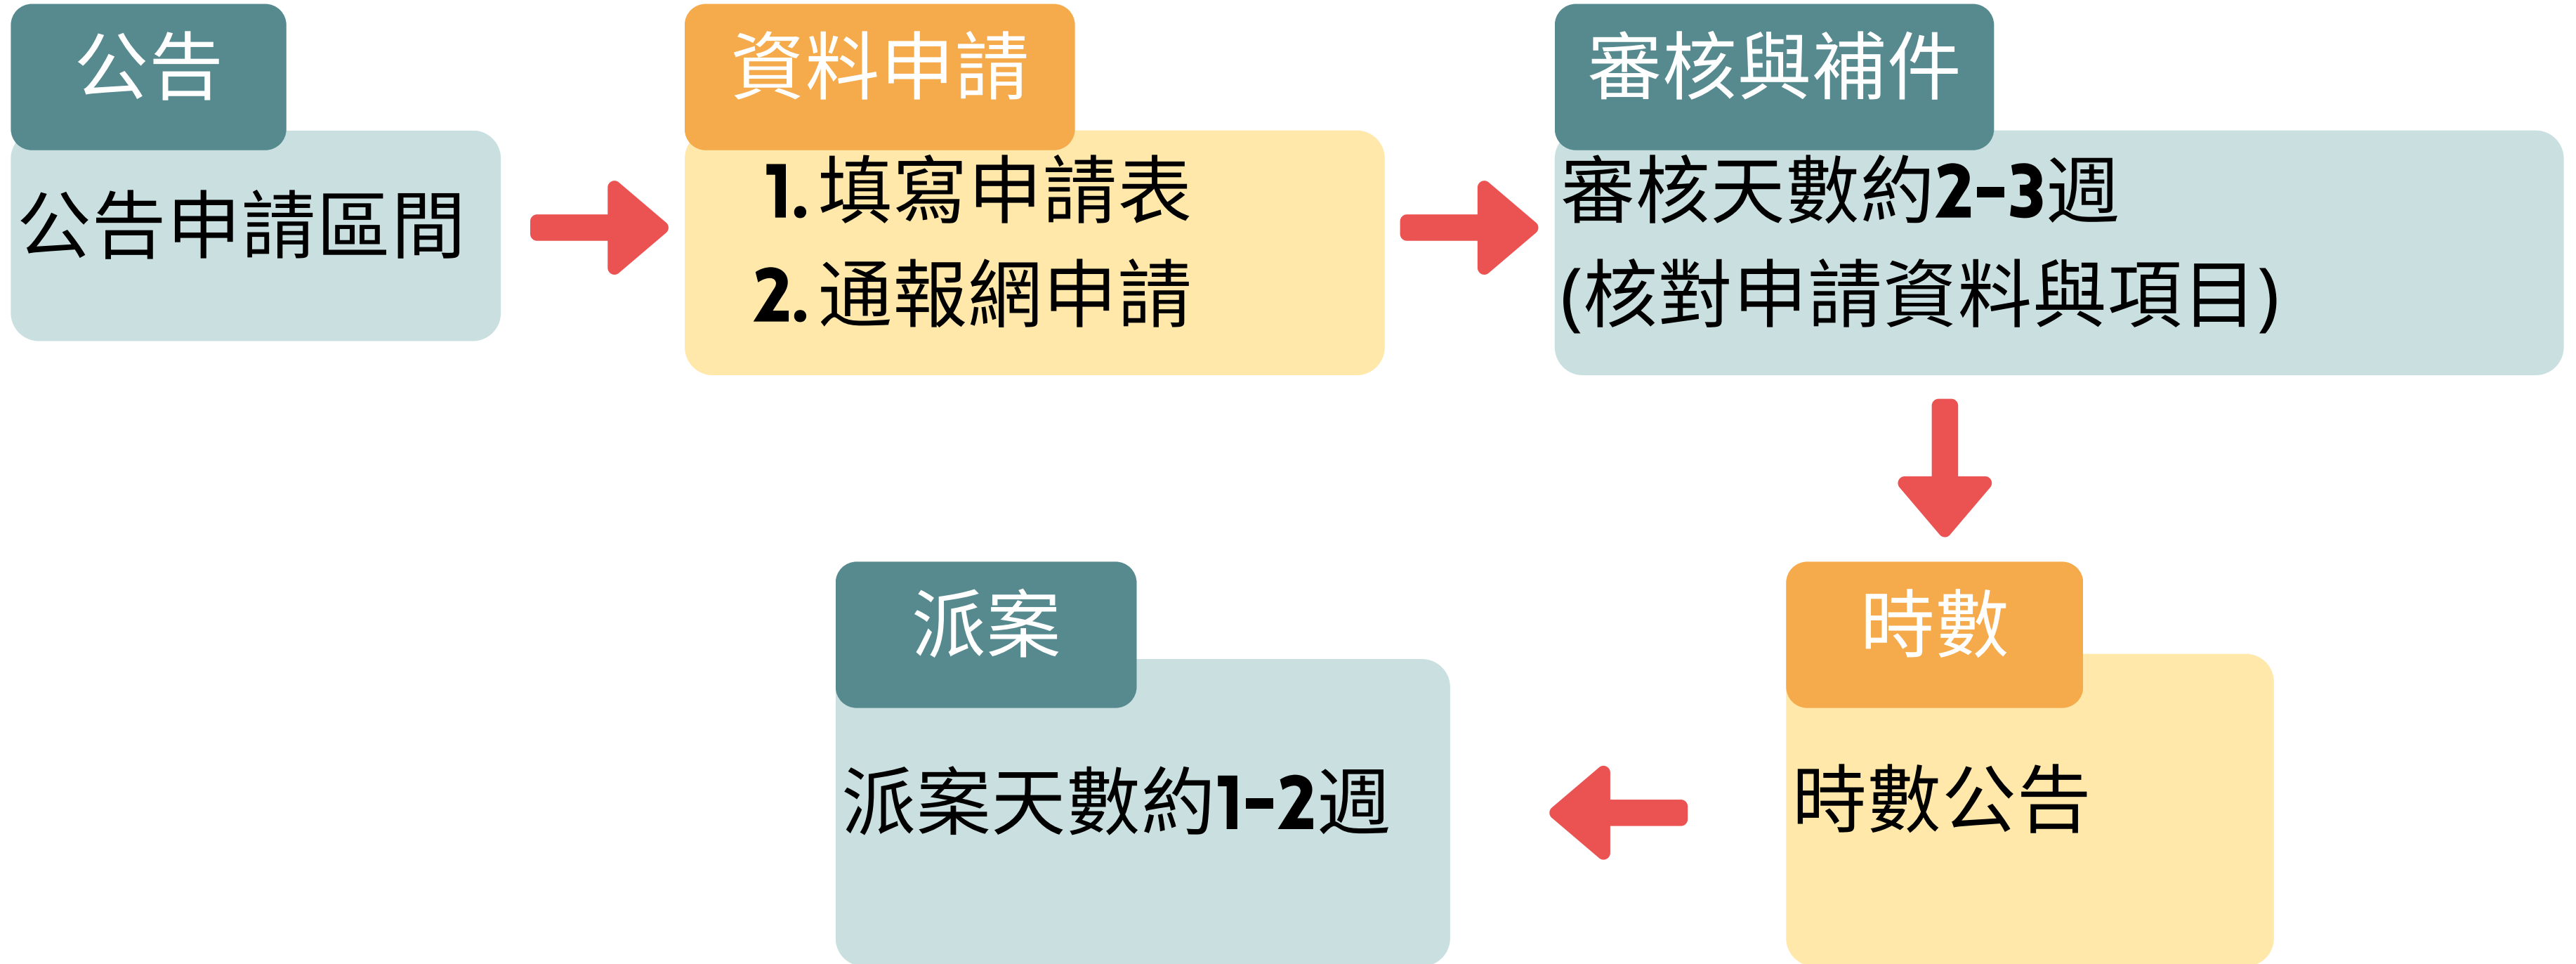 公告
公告申請區間
資料申請
1. 填寫申請表
2. 通報網申請
審核與補件
審核天數約2-3週
(核對申請資料與項目)
時數
時數公告
派案
派案天數約1-2週